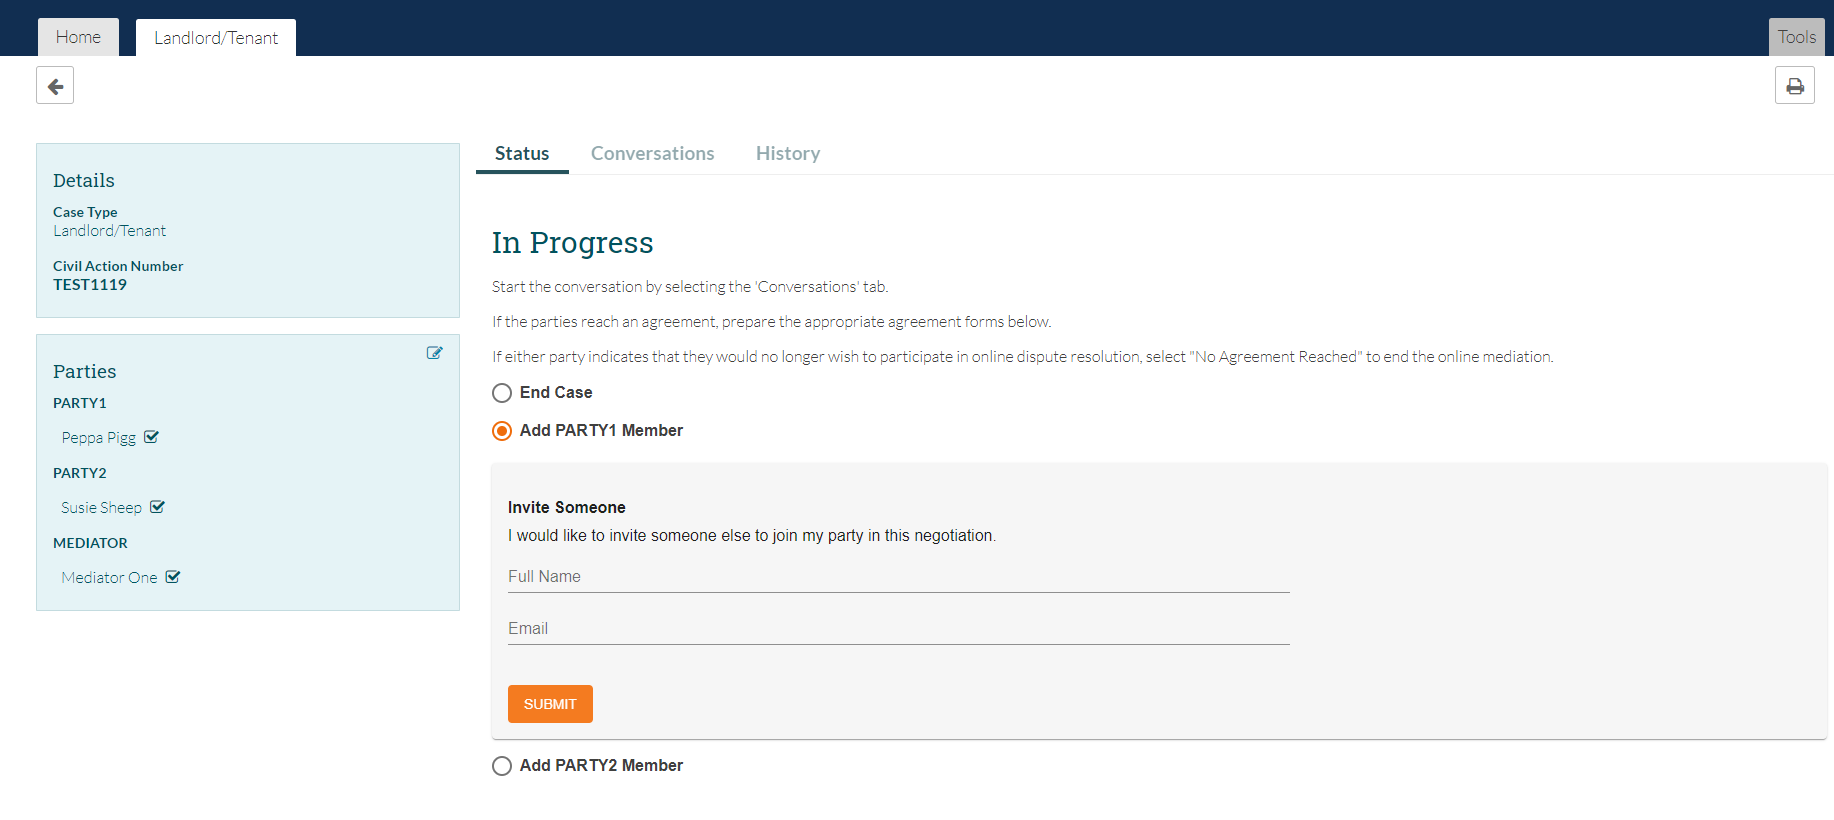 Home
Landlord/Tenant
Tools
Details
Case Type
Landlord/Tenant
Civil Action Number
TEST1119
Parties
PARTY1
Peppa Pigg
PARTY2
Susie Sheep
MEDIATOR
Mediator One
Status
Conversations
History
In Progress
Start the conversation by selecting the 'Conversations' tab.
If the parties reach an agreement, prepare the appropriate agreement forms below.
If either party indicates that they would no longer wish to participate in online dispute resolution, select "No Agreement Reached" to end the online mediation.
End Case
Add PARTY1 Member
Invite Someone
I would like to invite someone else to join my party in this negotiation.
Full Name
Email
SUBMIT
Add PARTY2 Member